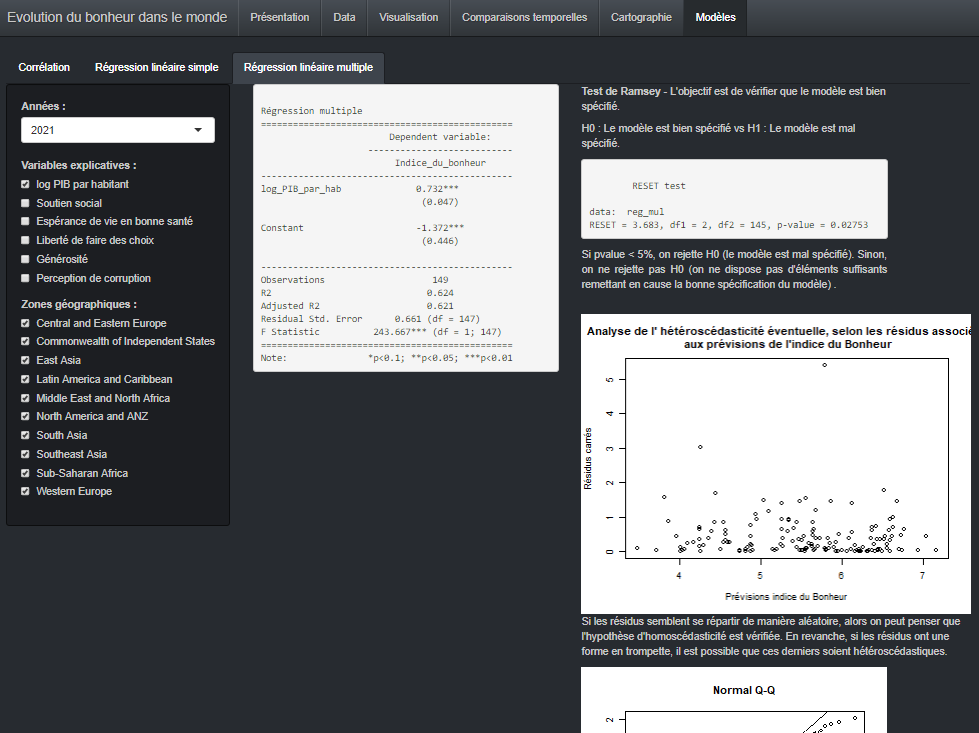 Evolution du bonheur dans le monde
Présentation
Data
Visualisation
Comparaisons temporelles
Cartographie
Modèles
Corrélation
Régression linéaire simple
Régression linéaire multiple
Années :
2021
Variables explicatives :
log PIB par habitant
Soutien social
Espérance de vie en bonne santé
Liberté de faire des choix
Générosité
Perception de corruption
Zones géographiques :
Central and Eastern Europe
Commonwealth of Independent States
East Asia
Latin America and Caribbean
Middle East and North Africa
North America and ANZ
South Asia
Southeast Asia
Sub-Saharan Africa
Western Europe
Régression multiple
===============================================
Dependent variable:
---------------------------
Indice_du_bonheur
-----------------------------------------------
log_PIB_par_hab 0.732***
(0.047)
Constant -1.372***
(0.446)
-----------------------------------------------
Observations 149
R2 0.624
Adjusted R2 0.621
Residual Std. Error 0.661 (df = 147)
F Statistic 243.667*** (df = 1; 147)
===============================================
Note: *p<0.1; **p<0.05; ***p<0.01
Test de Ramsey - L'objectif est de vérifier que le modèle est bien
spécifié.
H0 : Le modèle est bien spécifié vs H1 : Le modèle est mal
spécifié.
RESET test
data: reg_mul
RESET = 3.683, df1 = 2, df2 = 145, p-value = 0.02753
Si pvalue < 5%, on rejette H0 (le modèle est mal spécifié). Sinon,
on ne rejette pas H0 (on ne dispose pas d'éléments suffisants
remettant en cause la bonne spécification du modèle) .
Analyse de l' hétéroscédasticité éventuelle, selon les résidus associé
aux prévisions de l'indice du Bonheur
Résidus carrés
5
4
3
2
1
0
4 5 6 7
Prévisions indice du Bonheur
Si les résidus semblent se répartir de manière aléatoire, alors on peut penser que
l'hypothèse d'homoscédasticité est vérifiée. En revanche, si les résidus ont une
forme en trompette, il est possible que ces derniers soient hétéroscédastiques.
Normal Q-Q
2